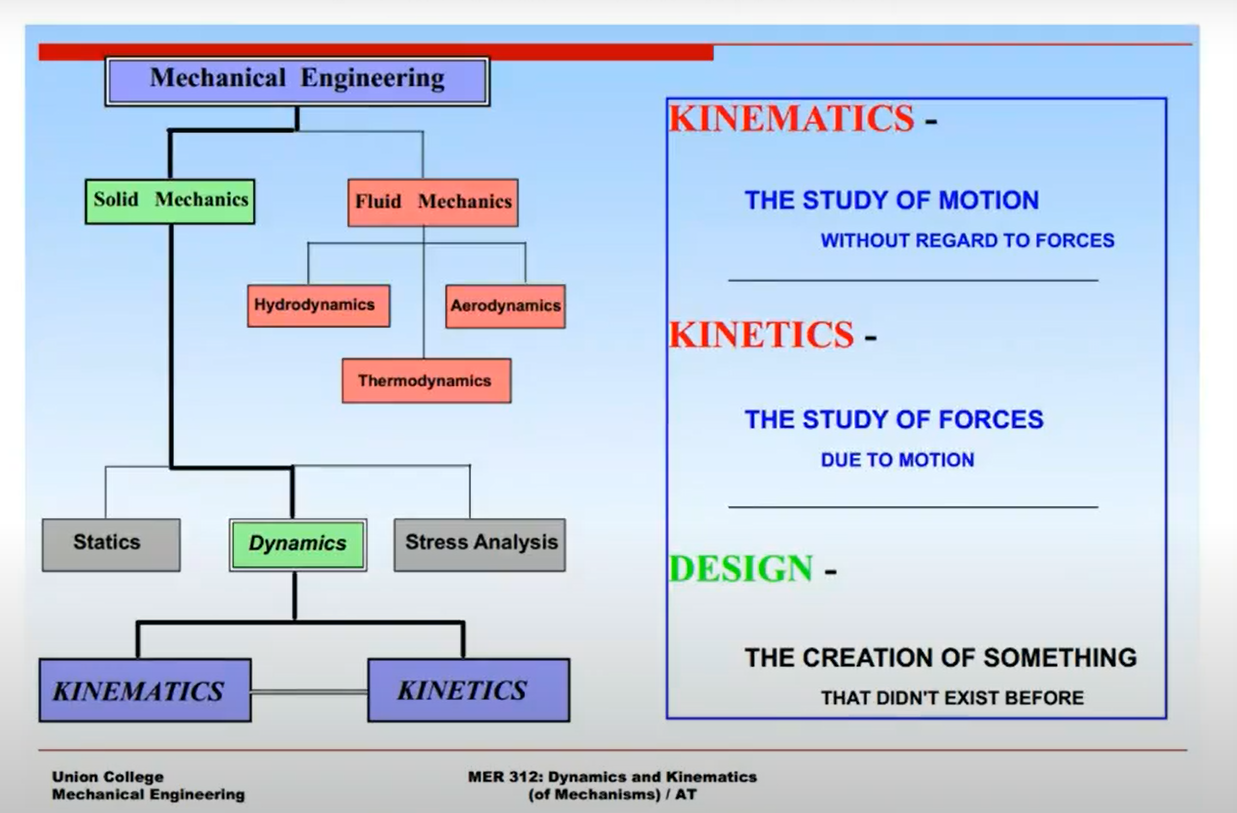 Mechanical Engineering
Solid Mechanics
Fluid Mechanics
Hydrodynamics
Aerodynamics
Thermodynamics
Statics
Dynamics
Stress Analysis
KINEMATICS
KINETICS
KINEMATICS -
THE STUDY OF MOTION
WITHOUT REGARD TO FORCES
KINETICS -
THE STUDY OF FORCES
DUE TO MOTION
DESIGN -
THE CREATION OF SOMETHING
THAT DIDN'T EXIST BEFORE
Union College
Mechanical Engineering
MER 312: Dynamics and Kinematics
(of Mechanisms) / AT